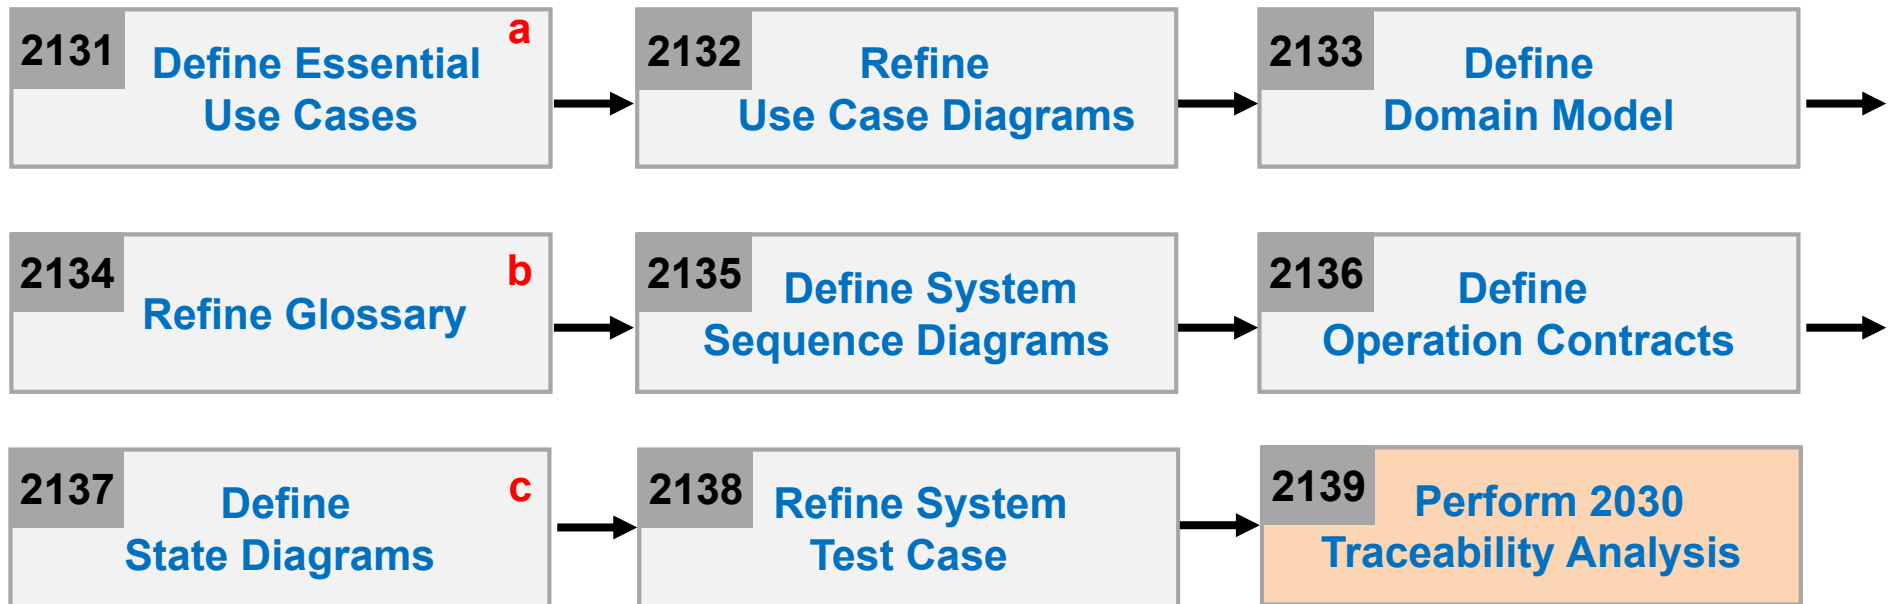 2131
a
Define Essential
Use Cases
2132
Refine
Use Case Diagrams
2133
Define
Domain Model
2134
b
Refine Glossary
2135
Define System
Sequence Diagrams
2136
Define
Operation Contracts
2137
c
Define
State Diagrams
2138
Refine System
Test Case
2139
Perform 2030
Traceability Analysis